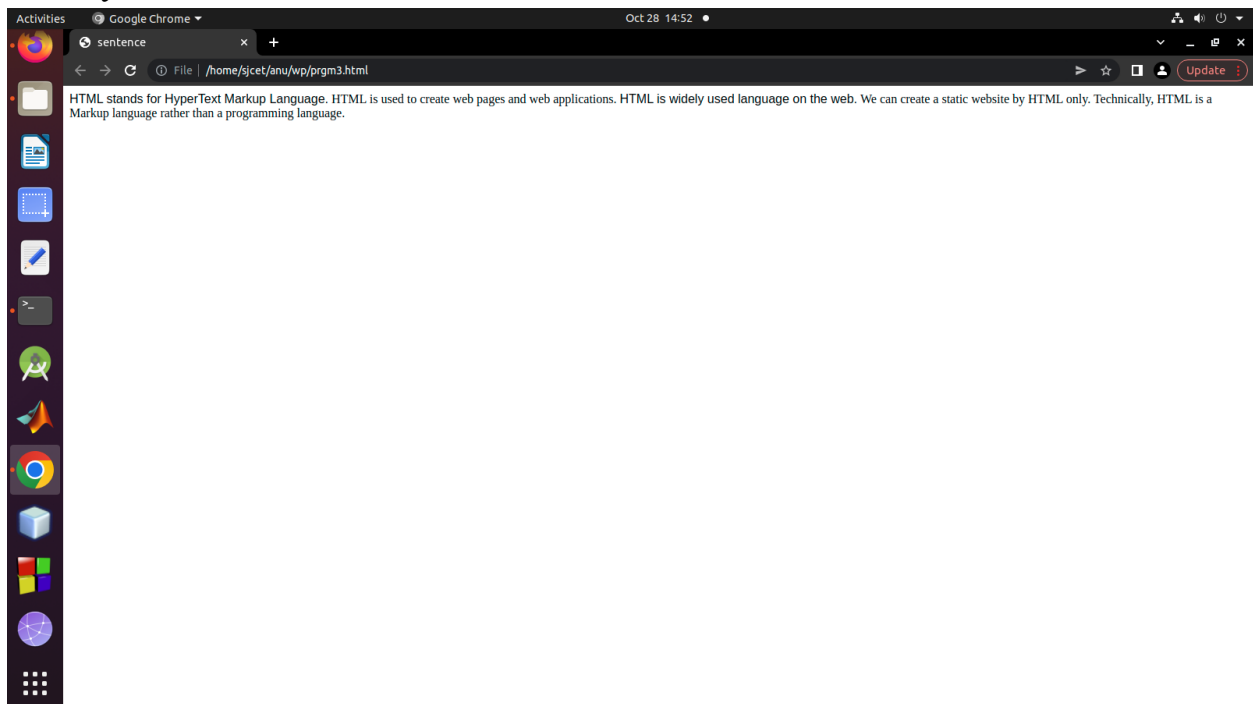 Activities Google Chrome Oct 28 14:52
sentence
File /home/sjcet/anu/wp/prgm3.html Update
HTML stands for HyperText Markup Language. HTML is used to create web pages and web applications. HTML is widely used language on the web. We can create a static website by HTML only. Technically, HTML is a
Markup language rather than a programming language.